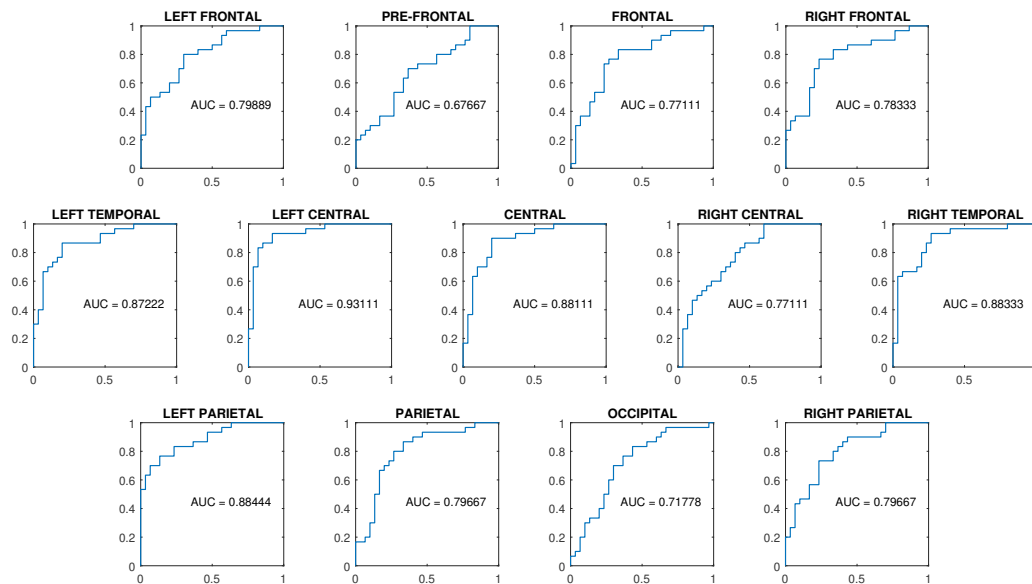 LEFT FRONTAL PRE-FRONTAL FRONTAL RIGHT FRONTAL
1 1 1 1
0.8 0.8 0.8 0.8
0.6 0.6 0.6 0.6
AUC = 0.79889 AUC = 0.67667 AUC = 0.77111 AUC = 0.78333
0.4 0.4 0.4 0.4
0.2 0.2 0.2 0.2
0 0 0 0
0 0.5 1 0 0.5 1 0 0.5 1 0 0.5 1
LEFT TEMPORAL LEFT CENTRAL CENTRAL RIGHT CENTRAL RIGHT TEMPORAL
1 1 1 1 1
0.8 0.8 0.8 0.8 0.8
0.6 0.6 0.6 0.6 0.6
AUC = 0.87222 AUC = 0.93111 AUC = 0.88111 AUC = 0.77111 AUC = 0.88333
0.4 0.4 0.4 0.4 0.4
0.2 0.2 0.2 0.2 0.2
0 0 0 0 0
0 0.5 1 0 0.5 1 0 0.5 1 0 0.5 1 0 0.5
LEFT PARIETAL PARIETAL OCCIPITAL RIGHT PARIETAL
1 1 1 1
0.8 0.8 0.8 0.8
0.6 0.6 0.6 0.6
AUC = 0.88444 AUC = 0.79667 AUC = 0.71778 AUC = 0.79667
0.4 0.4 0.4 0.4
0.2 0.2 0.2 0.2
0 0 0 0
0 0.5 1 0 0.5 1 0 0.5 1 0 0.5 1